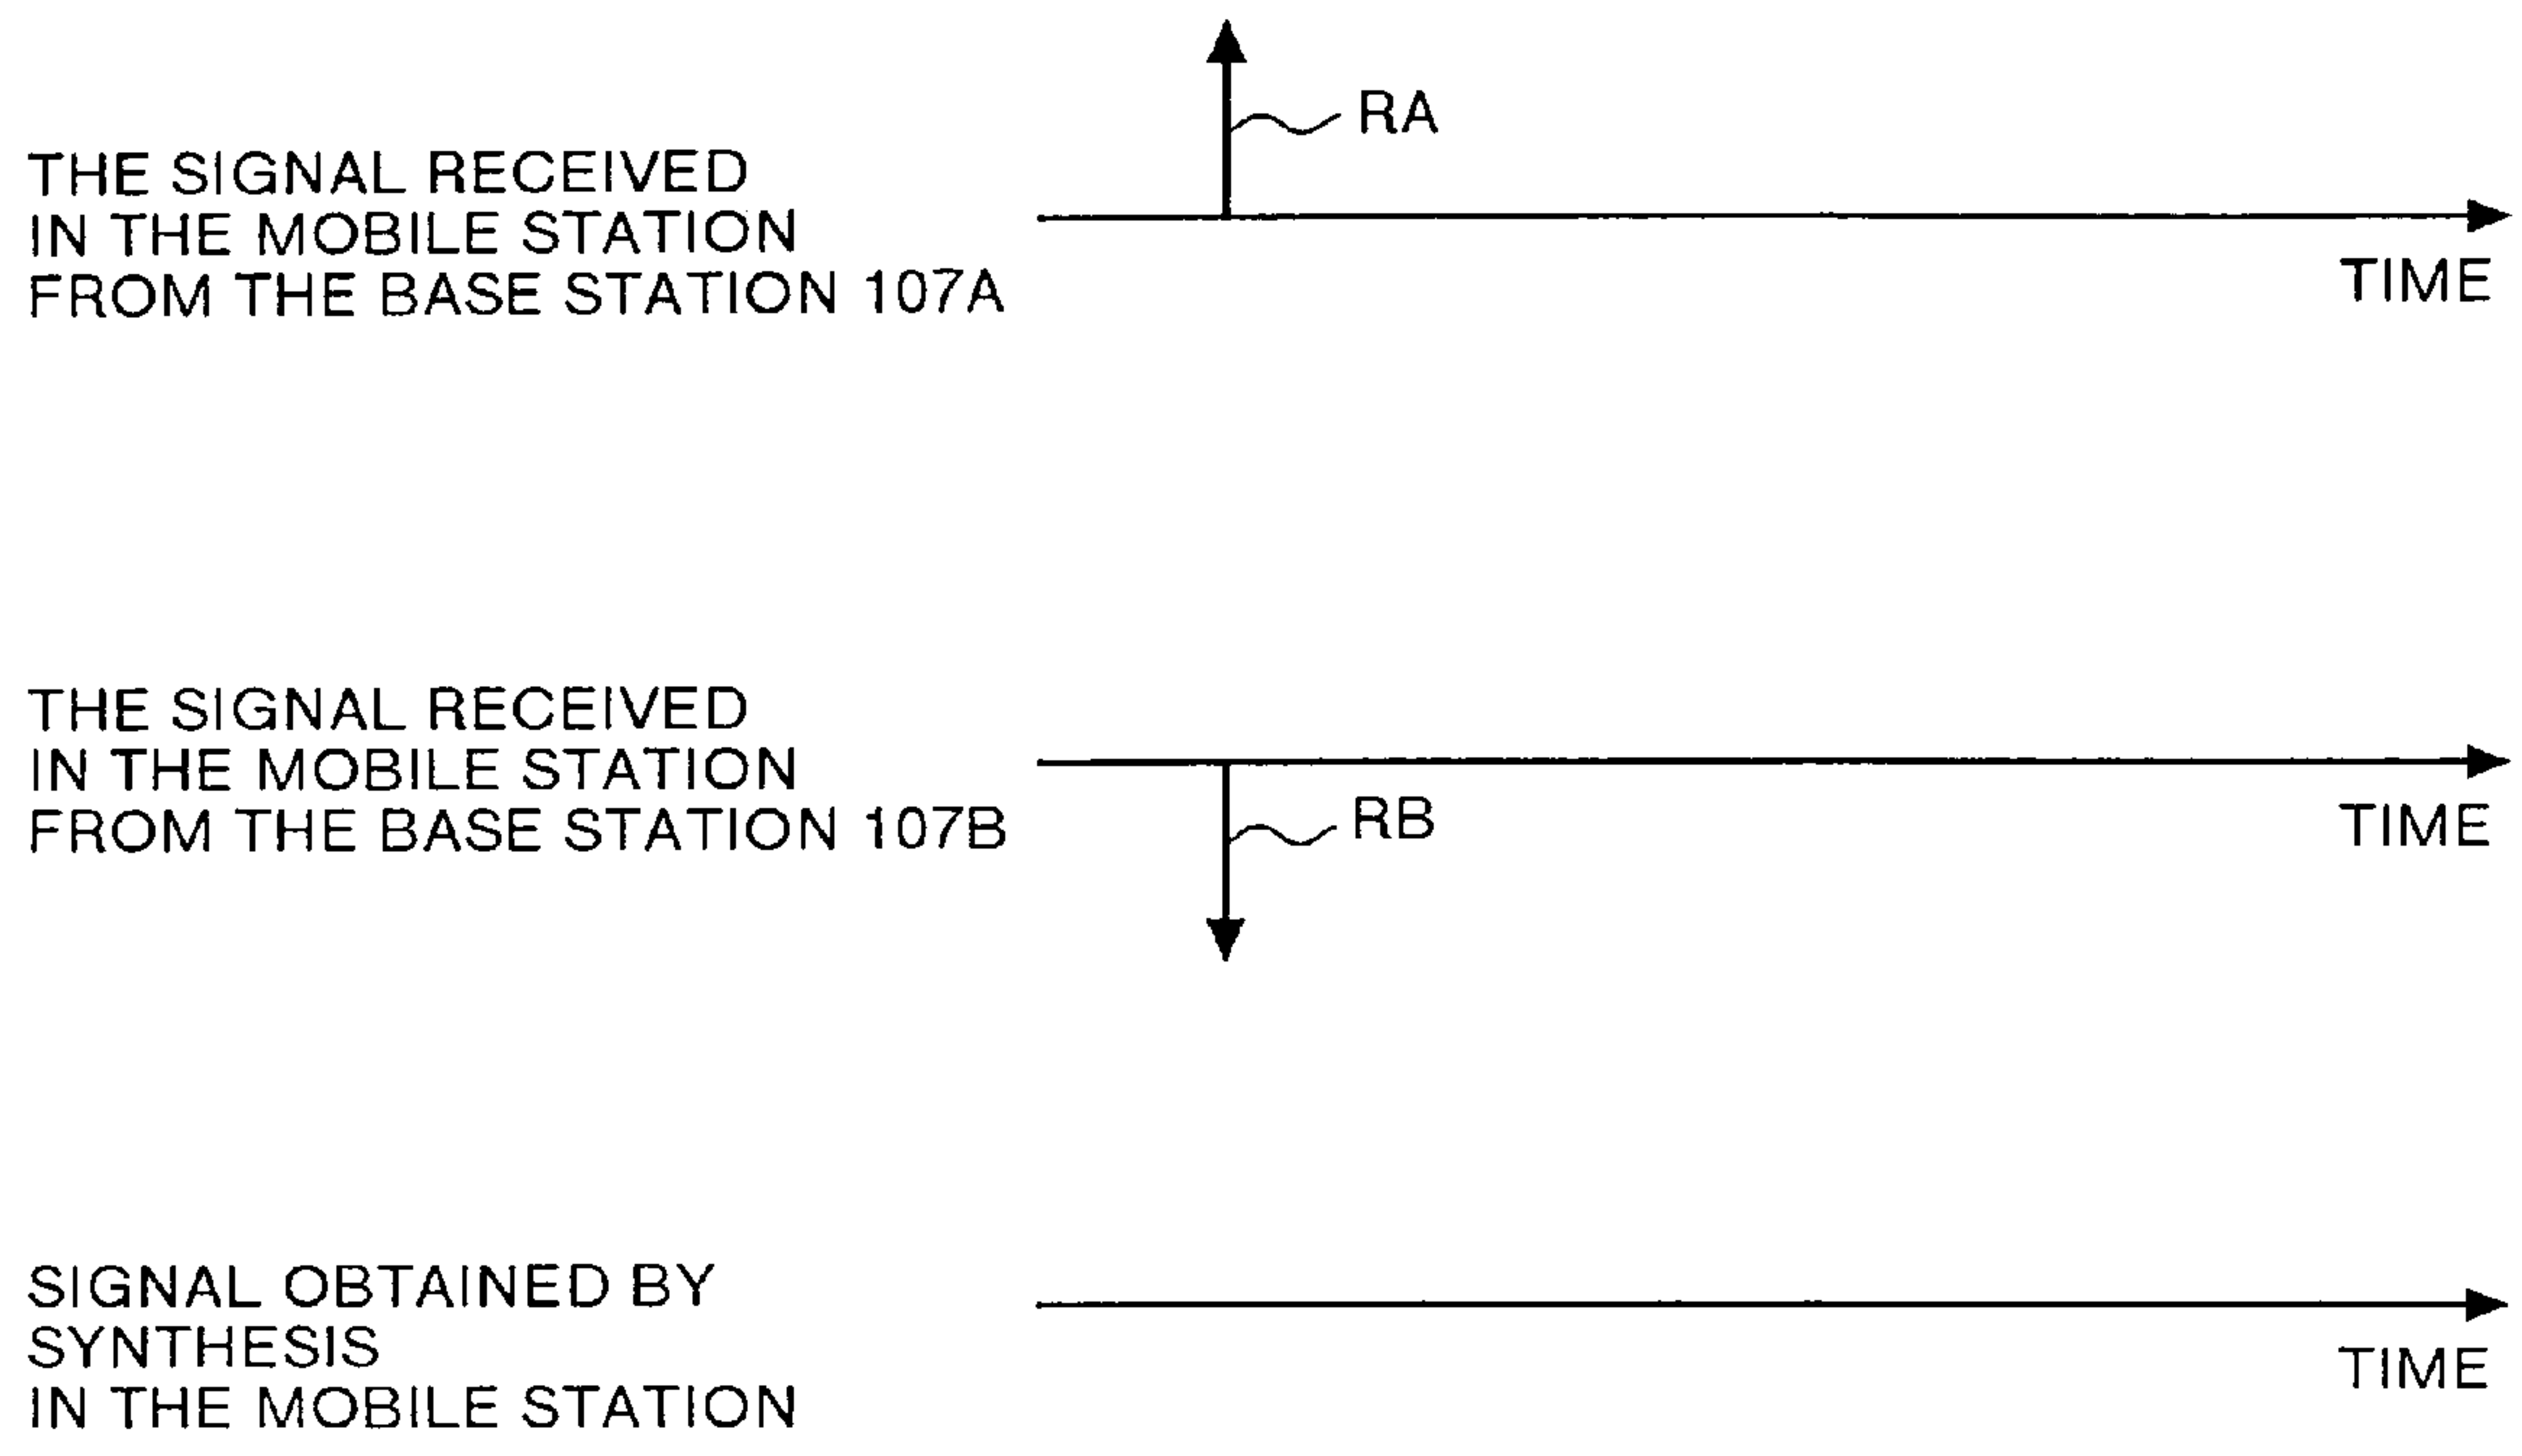 RA
THE SIGNAL RECEIVED
IN THE MOBILE STATION
FROM THE BASE STATION 107A
TIME
THE SIGNAL RECEIVED
IN THE MOBILE STATION
FROM THE BASE STATION 107B
RB
TIME
SIGNAL OBTAINED BY
SYNTHESIS
IN THE MOBILE STATION
TIME